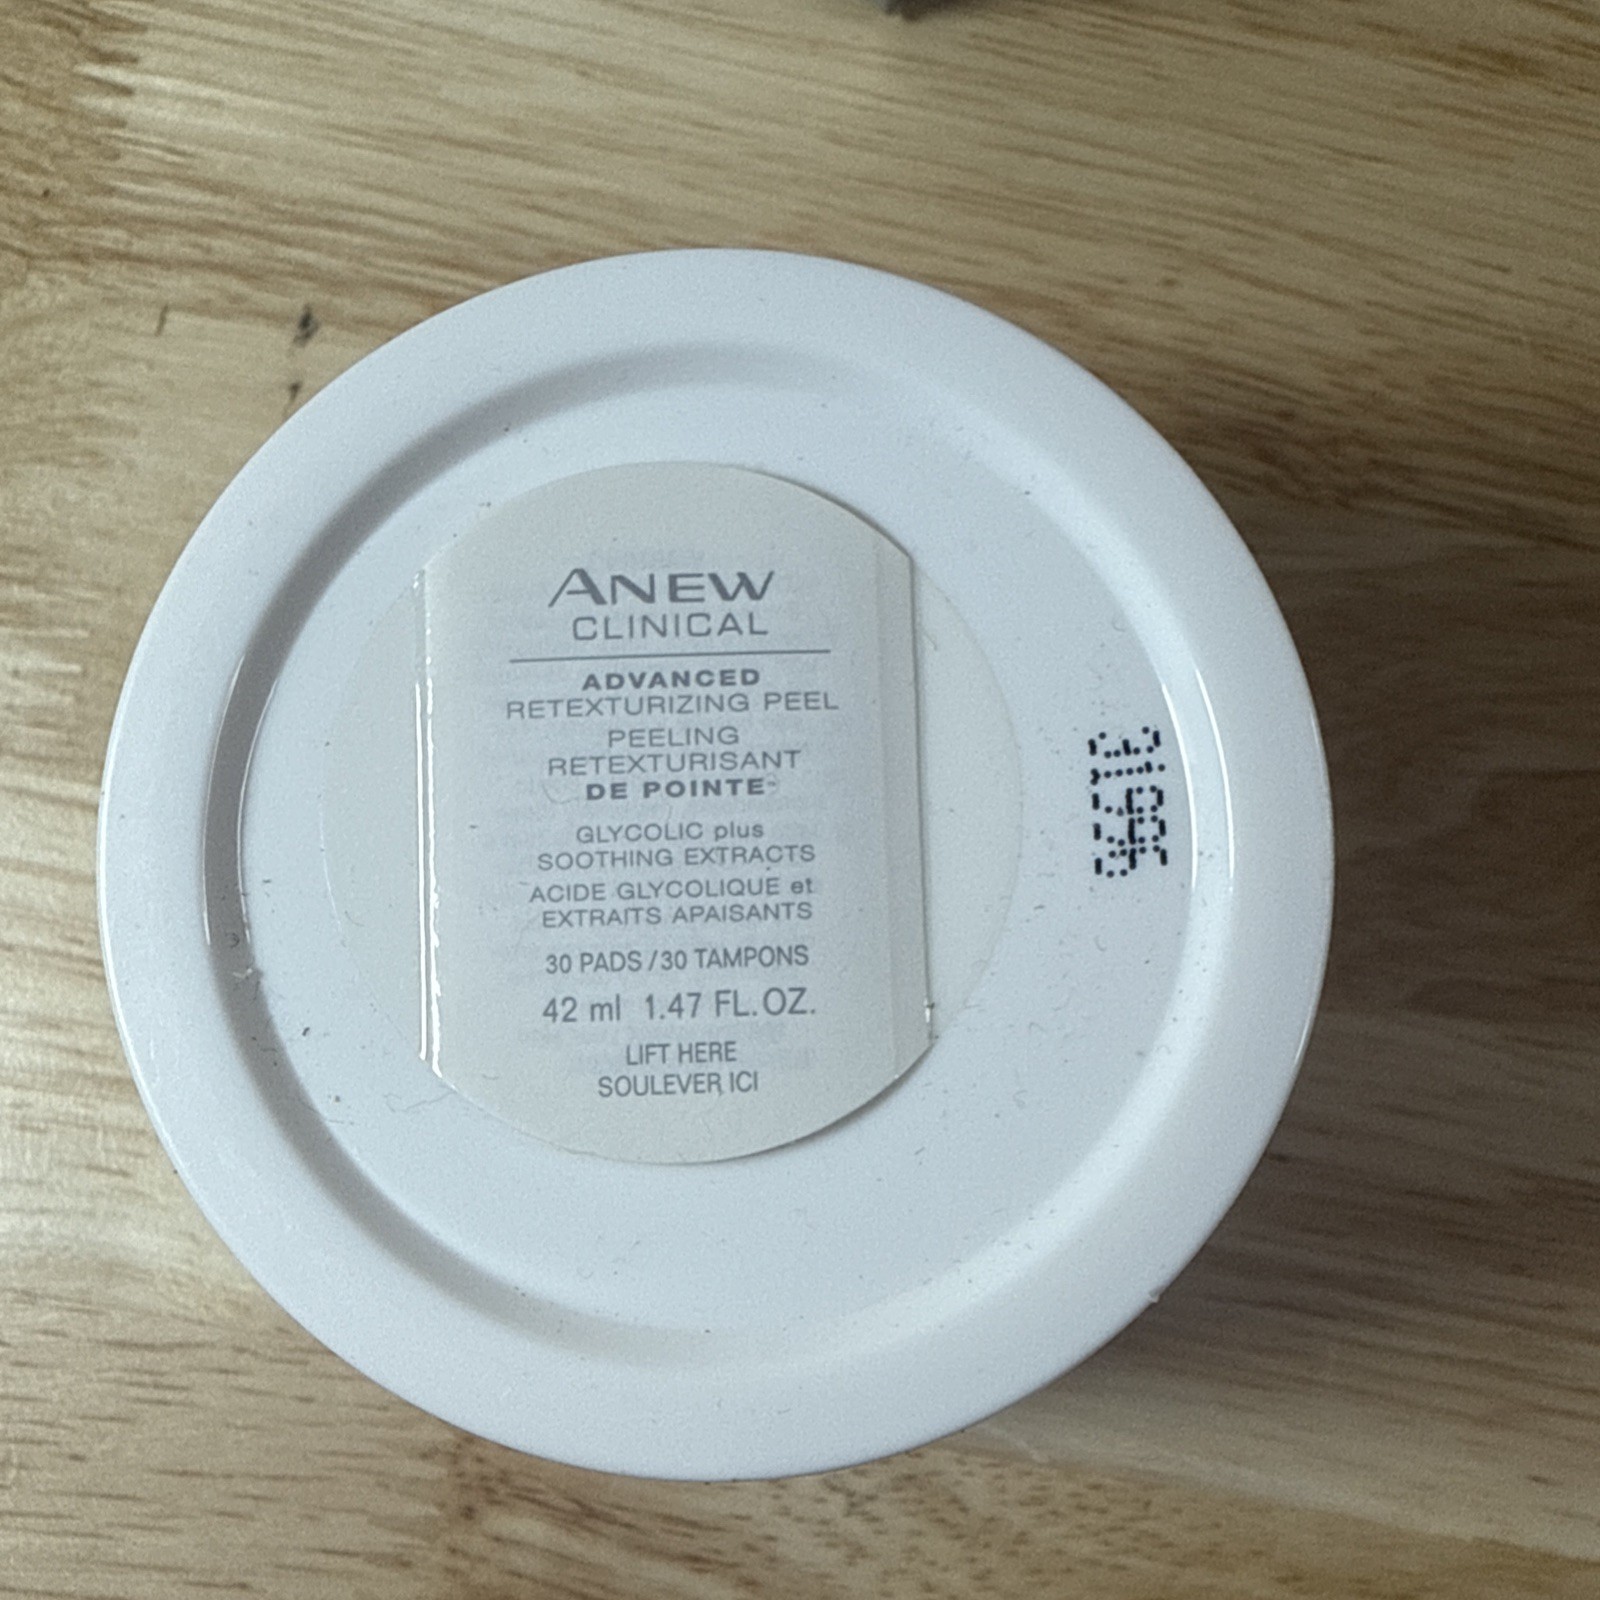 ANEW
CLINICAL
ADVANCED
RETEXTURIZING PEEL
PEELING
RETEXTURISANT
DE POINTE
GLYCOLIC plus
SOOTHING EXTRACTS
ACIDE GLYCOLIQUE et
EXTRAITS APAISANTS
30 PADS / 30 TAMPONS
42 ml 1.47 FL. OZ.
LIFT HERE
SOULEVER ICI